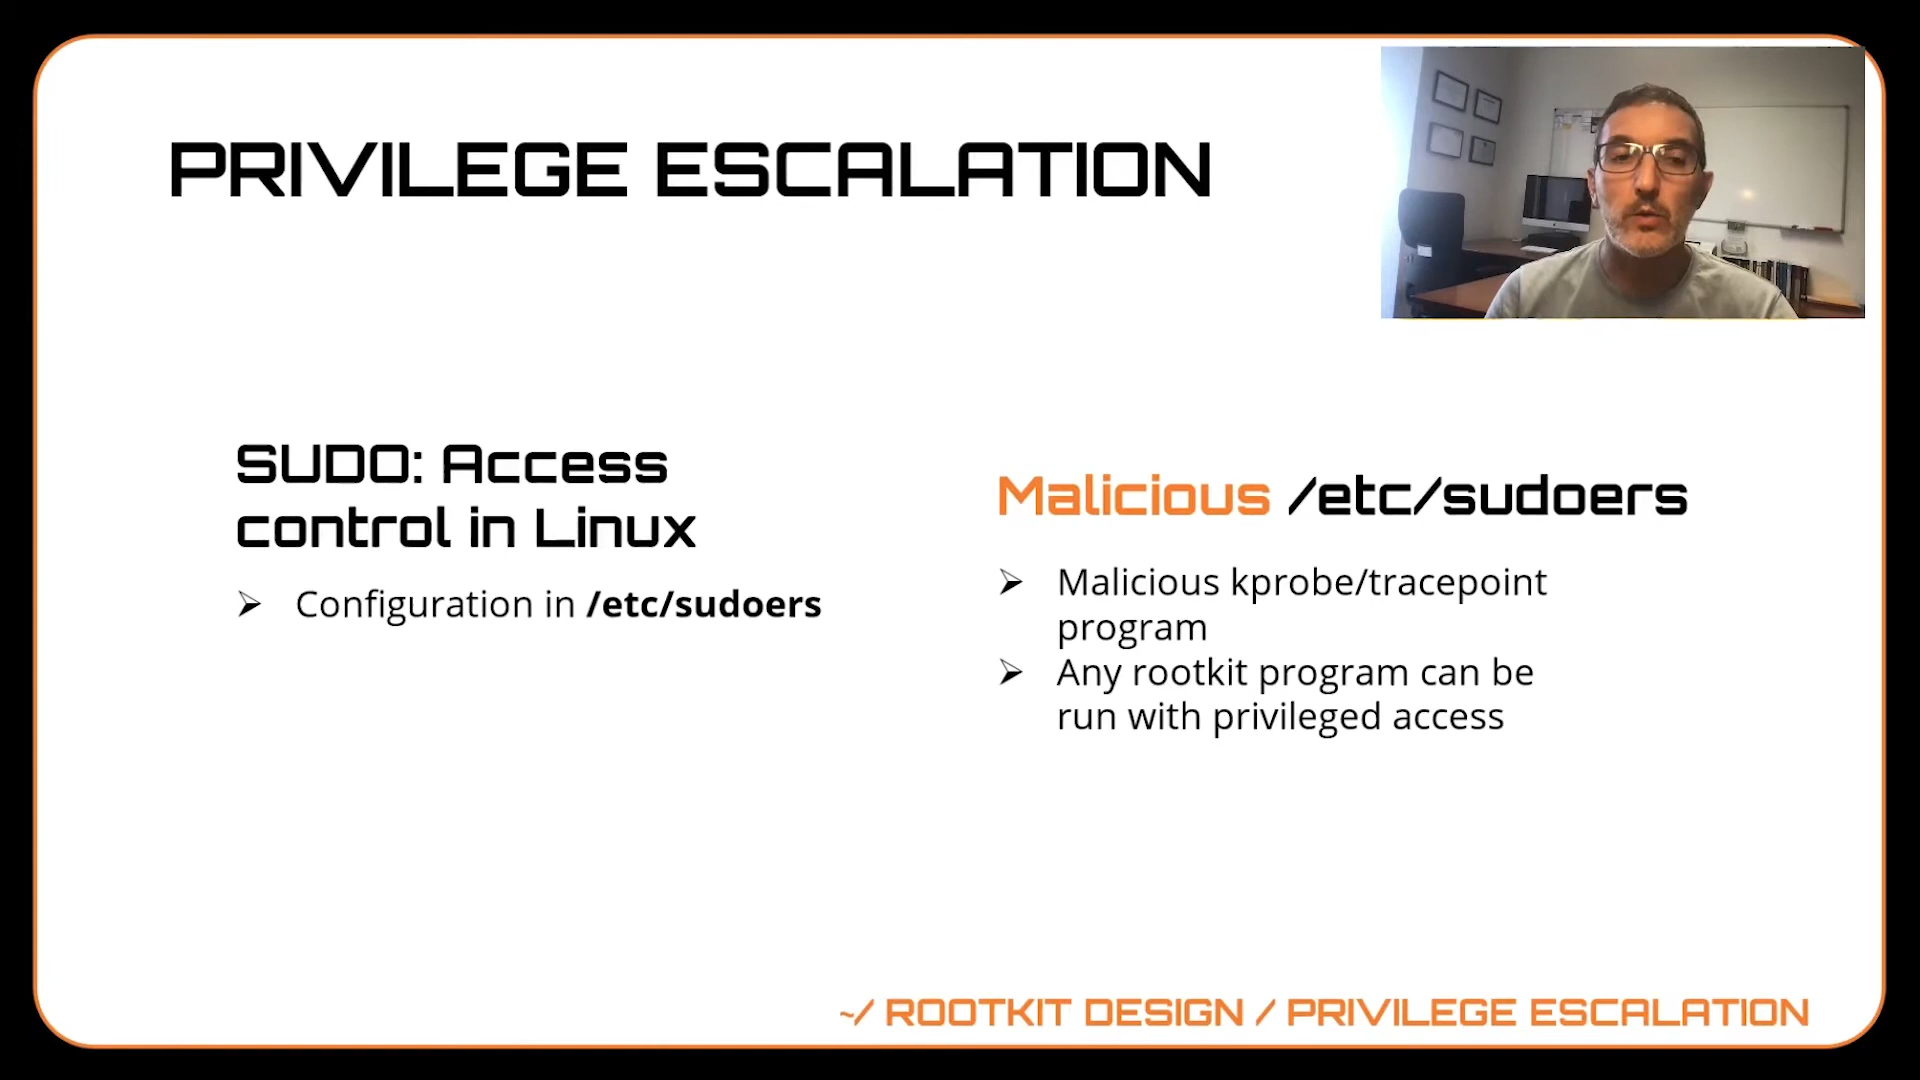 PRIVILEGE ESCALATION
SUDO: Access
control in Linux
➢ Configuration in /etc/sudoers
Malicious /etc/sudoers
➢ Malicious kprobe/tracepoint
program
➢ Any rootkit program can be
run with privileged access
~/ ROOTKIT DESIGN / PRIVILEGE ESCALATION